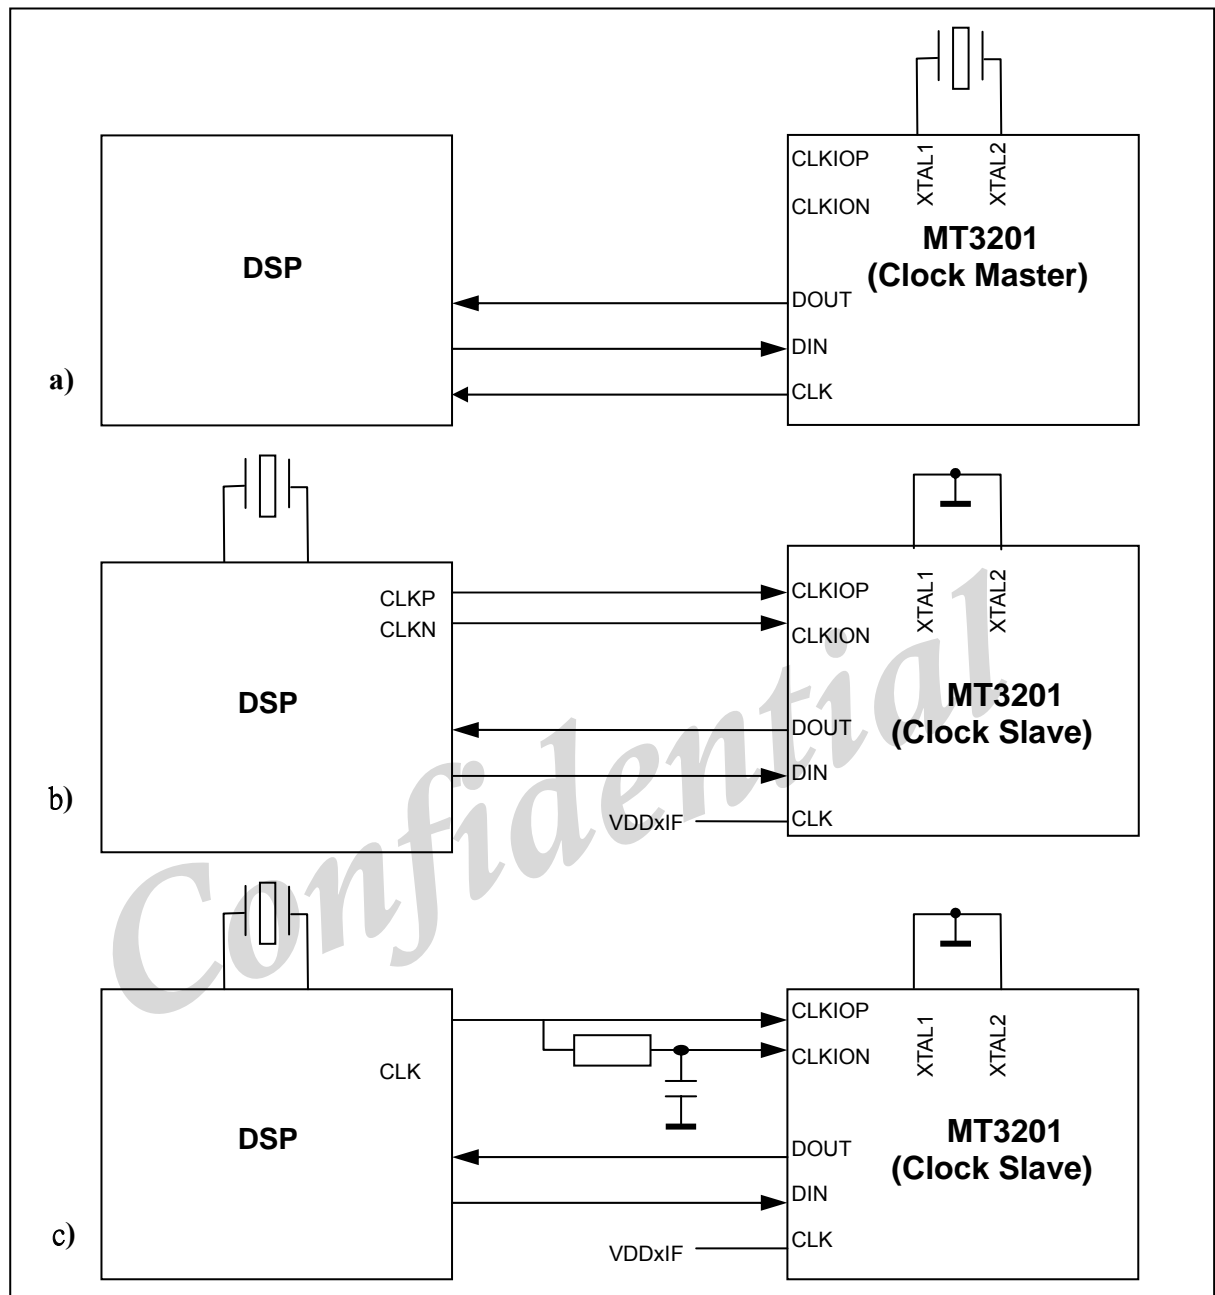 CLKIOP
XTAL1
XTAL2
CLKION
MT3201
(Clock Master)
DSP
DOUT
DIN
a)
CLK
CLKP
CLKIOP
XTAL1
XTAL2
CLKN
CLKION
DSP
MT3201
(Clock Slave)
DOUT
DIN
b)
VDDxIF
CLK
Confidential
CLKIOP
XTAL1
XTAL2
CLKION
CLK
DSP
MT3201
(Clock Slave)
DOUT
DIN
c)
VDDxIF
CLK